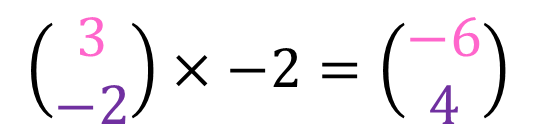 (3
−2) × −2 = (−6
4)